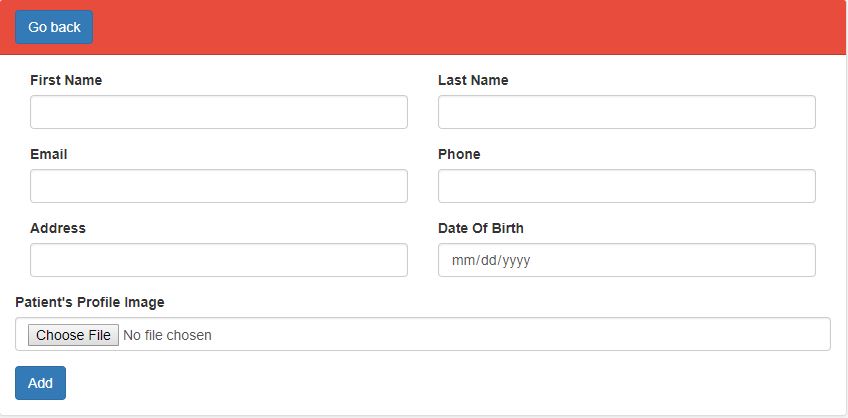 Go back
First Name Last Name
Email Phone
Address Date Of Birth
mm/dd/yyyy
Patient's Profile Image
Choose File No file chosen
Add